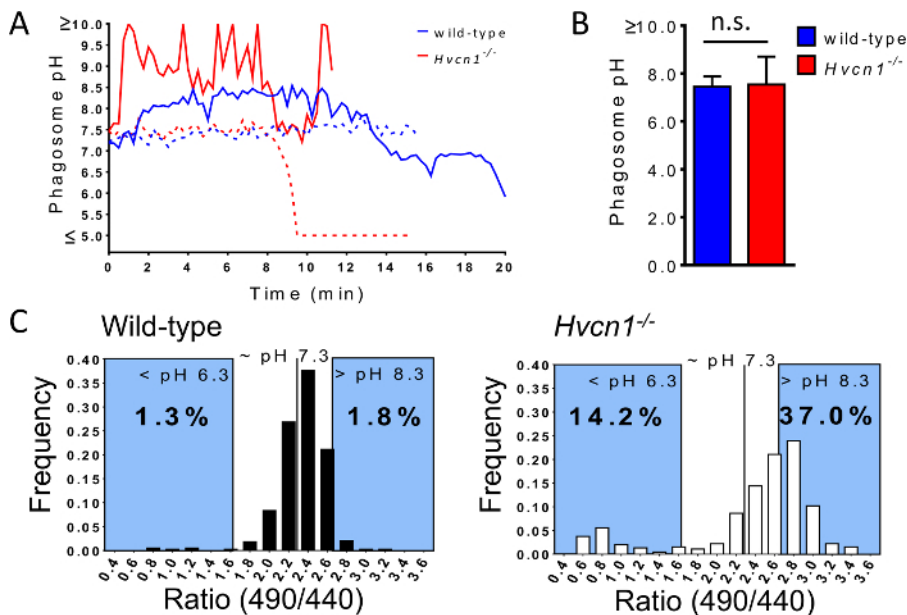 A
Phagosome pH
≥10.0
9.5
9.0
8.5
8.0
7.5
7.0
6.5
6.0
5.5
≤ 5.0
0 2 4 6 8 10 12 14 16 18 20
Time (min)
wild-type
Hvcn1-/-
B
Phagosome pH
≥10.0
8.0
6.0
4.0
2.0
0.0
n.s.
wild-type
Hvcn1-/-
C
Wild-type
~ pH 7.3
< pH 6.3
> pH 8.3
1.3%
1.8%
Frequency
0.40
0.35
0.30
0.25
0.20
0.15
0.10
0.05
0.00
0.4 0.6 0.8 1.0 1.2 1.4 1.6 1.8 2.0 2.2 2.4 2.6 2.8 3.0 3.2 3.4 3.6
Ratio (490/440)
Hvcn1-/-
~ pH 7.3
< pH 6.3
> pH 8.3
14.2%
37.0%
Frequency
0.40
0.35
0.30
0.25
0.20
0.15
0.10
0.05
0.00
0.4 0.6 0.8 1.0 1.2 1.4 1.6 1.8 2.0 2.2 2.4 2.6 2.8 3.0 3.2 3.4 3.6
Ratio (490/440)